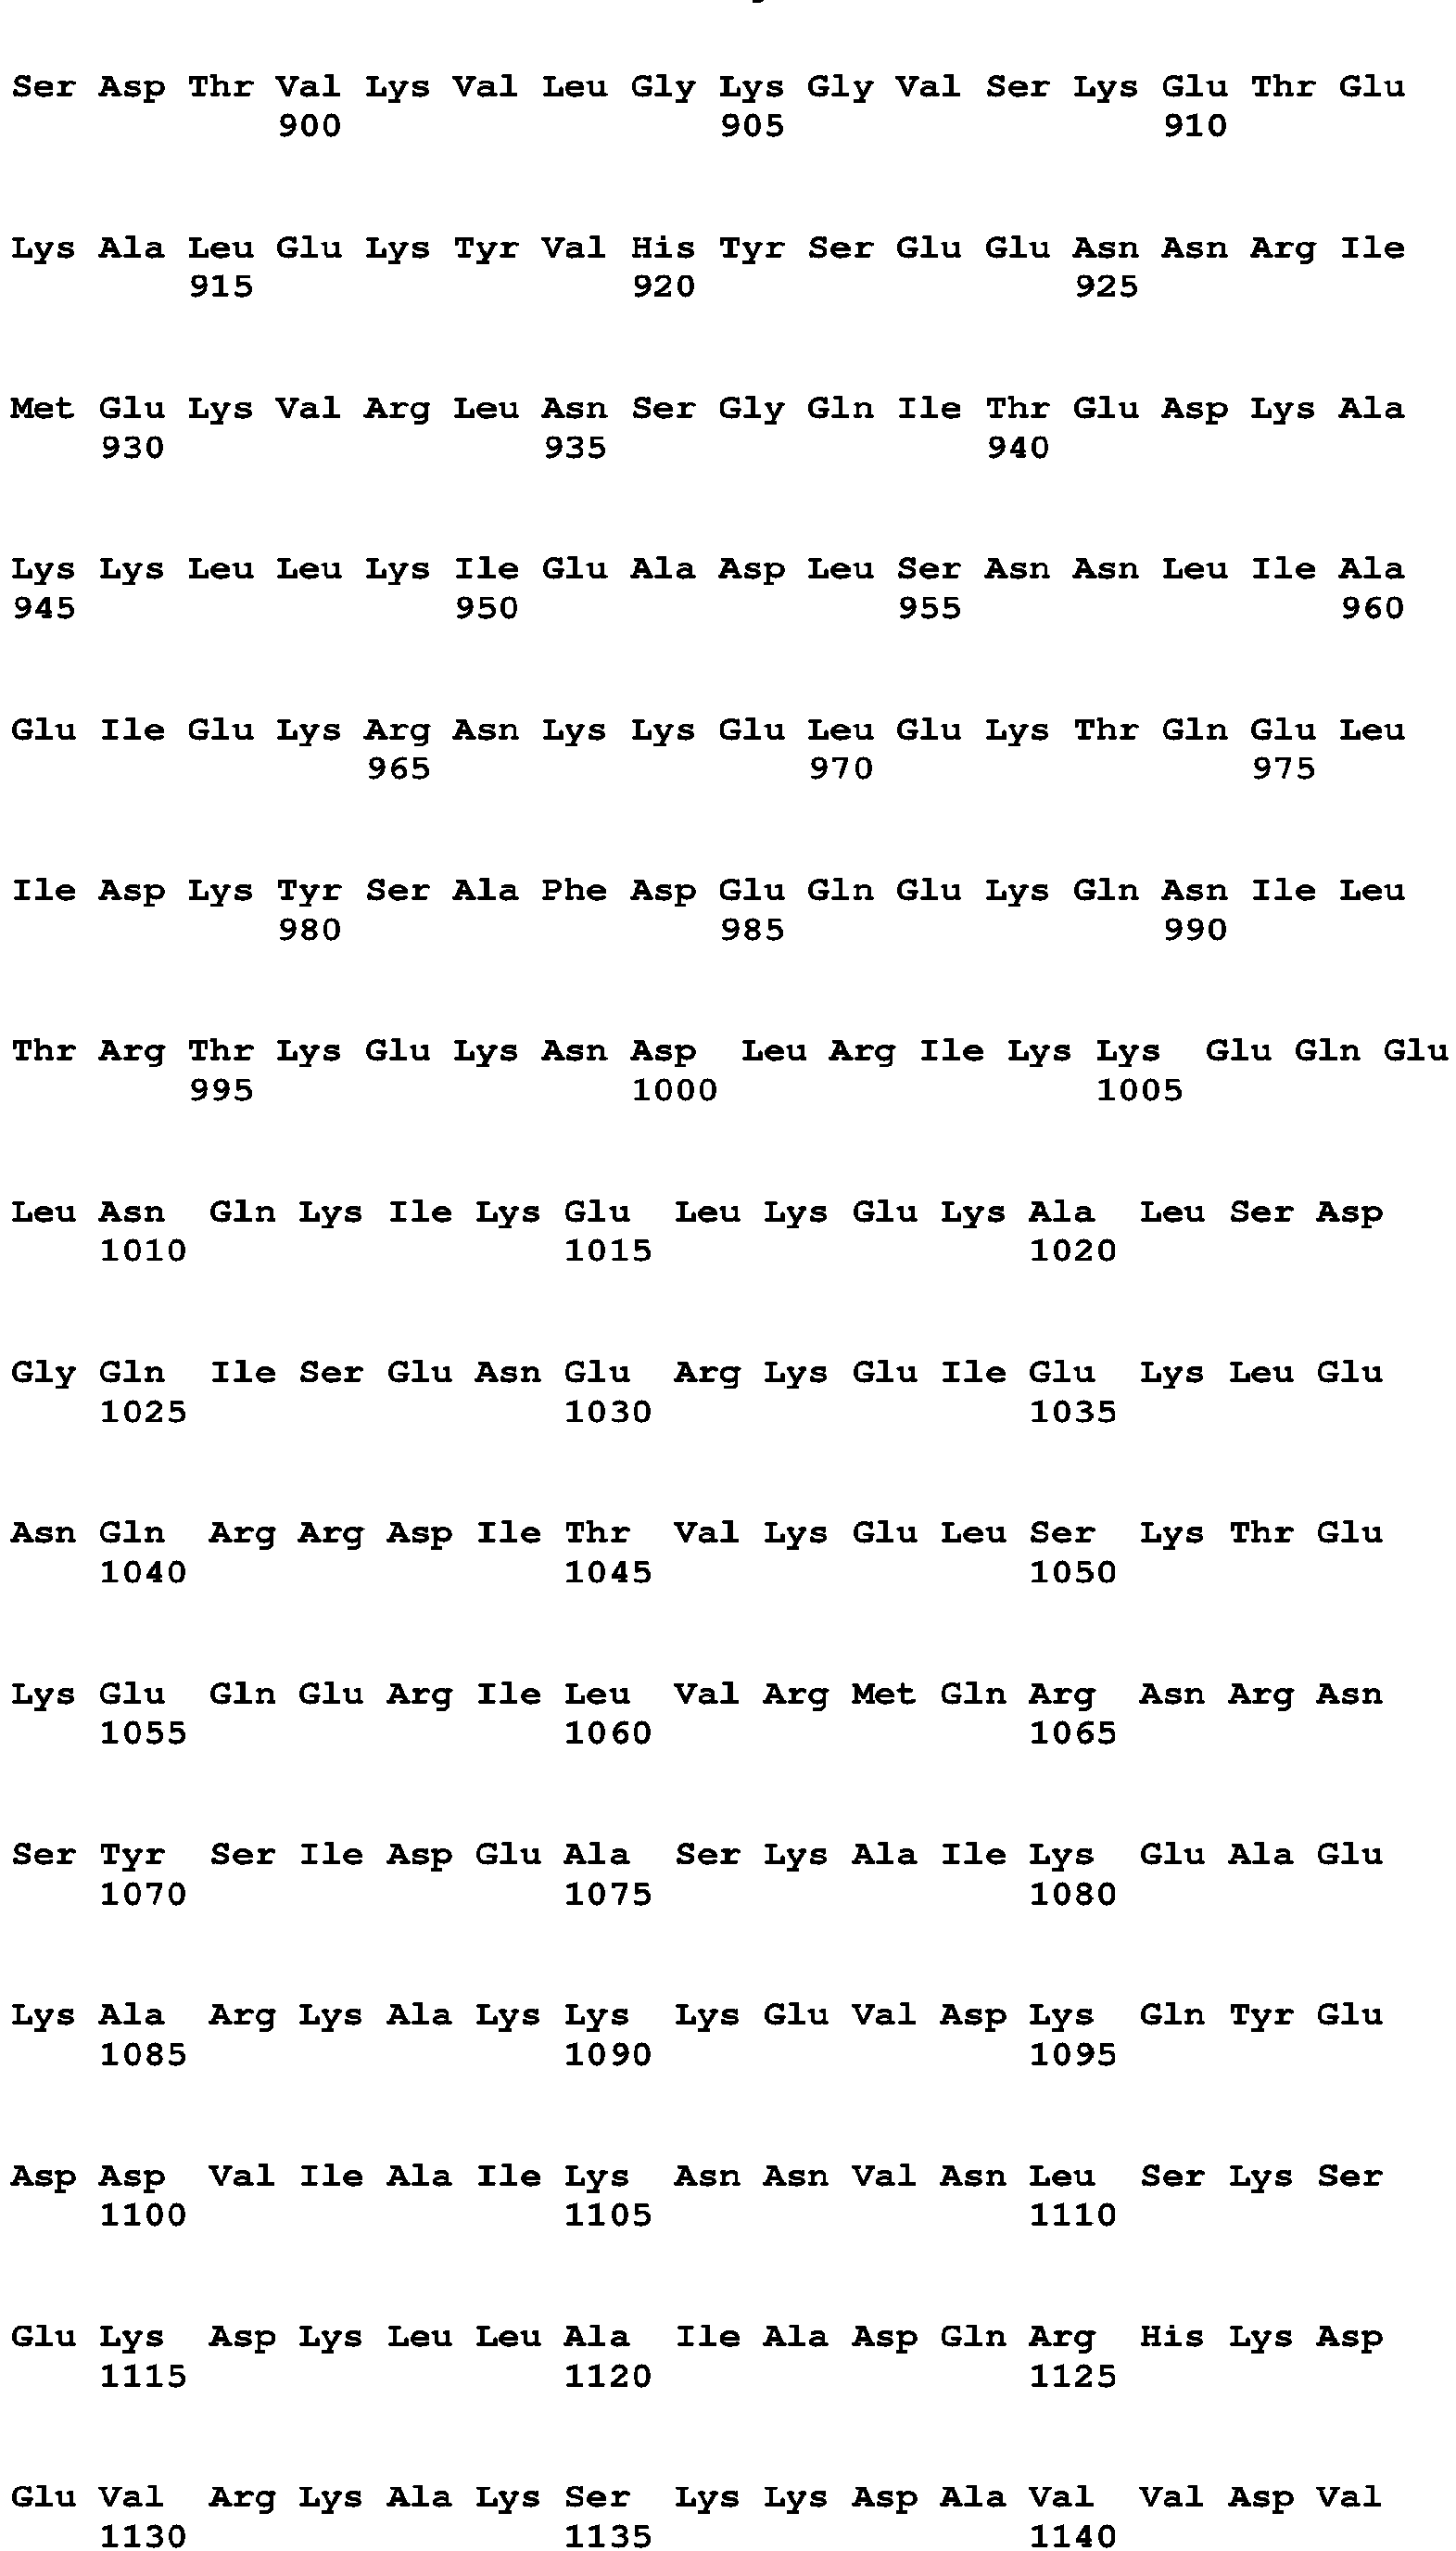 Ser Asp Thr Val Lys Val Leu Gly Lys Gly Val Ser Lys Glu Thr Glu
900 905 910
Lys Ala Leu Glu Lys Tyr Val His Tyr Ser Glu Glu Asn Asn Arg Ile
915 920 925
Met Glu Lys Val Arg Leu Asn Ser Gly Gln Ile Thr Glu Asp Lys Ala
930 935 940
Lys Lys Leu Leu Lys Ile Glu Ala Asp Leu Ser Asn Asn Leu Ile Ala
945 950 955 960
Glu Ile Glu Lys Arg Asn Lys Lys Glu Leu Glu Lys Thr Gln Glu Leu
965 970 975
Ile Asp Lys Tyr Ser Ala Phe Asp Glu Gln Glu Lys Gln Asn Ile Leu
980 985 990
Thr Arg Thr Lys Glu Lys Asn Asp Leu Arg Ile Lys Lys Glu Gln Glu
995 1000 1005
Leu Asn Gln Lys Ile Lys Glu Leu Lys Glu Lys Ala Leu Ser Asp
1010 1015 1020
Gly Gln Ile Ser Glu Asn Glu Arg Lys Glu Ile Glu Lys Leu Glu
1025 1030 1035
Asn Gln Arg Arg Asp Ile Thr Val Lys Glu Leu Ser Lys Thr Glu
1040 1045 1050
Lys Glu Gln Glu Arg Ile Leu Val Arg Met Gln Arg Asn Arg Asn
1055 1060 1065
Ser Tyr Ser Ile Asp Glu Ala Ser Lys Ala Ile Lys Glu Ala Glu
1070 1075 1080
Lys Ala Arg Lys Ala Lys Lys Lys Glu Val Asp Lys Gln Tyr Glu
1085 1090 1095
Asp Asp Val Ile Ala Ile Lys Asn Asn Val Asn Leu Ser Lys Ser
1100 1105 1110
Glu Lys Asp Lys Leu Leu Ala Ile Ala Asp Gln Arg His Lys Asp
1115 1120 1125
Glu Val Arg Lys Ala Lys Ser Lys Lys Asp Ala Val Val Asp Val
1130 1135 1140